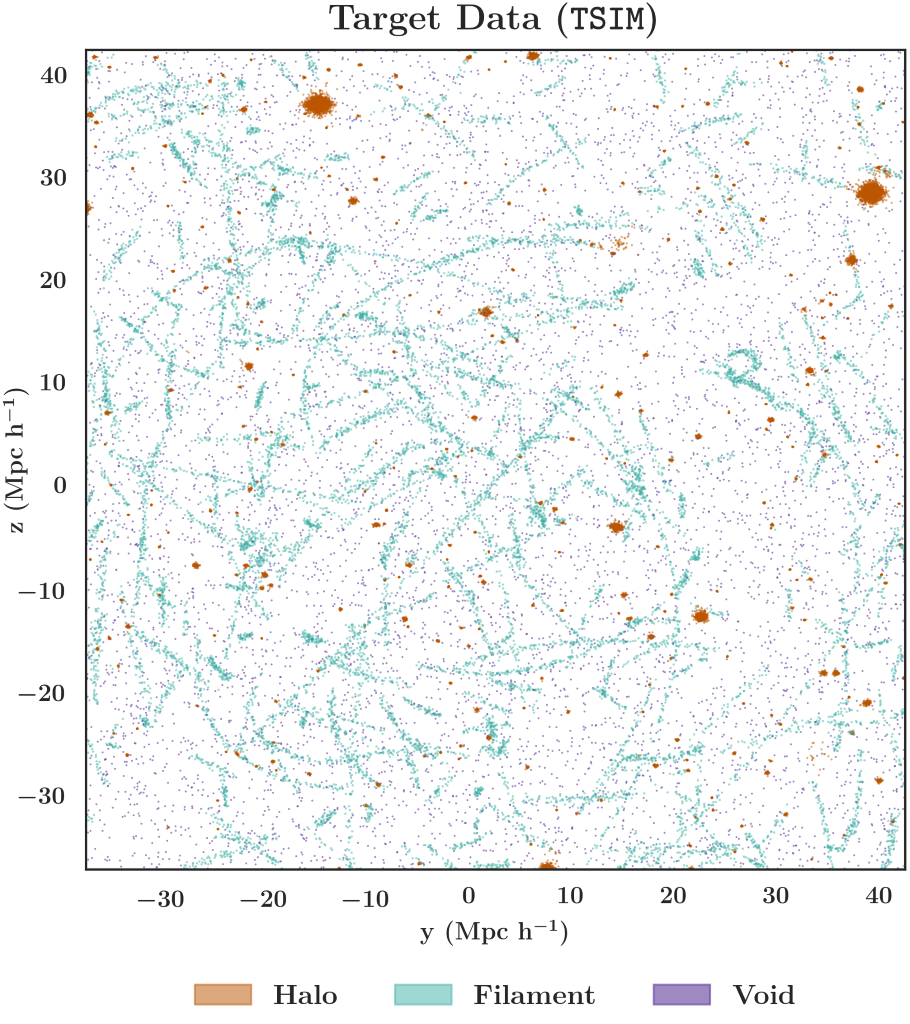 Target Data (TSIM)
40
30
20
10
0
−10
−20
−30
z (Mpc h⁻¹)
−30 −20 −10 0 10 20 30 40
y (Mpc h⁻¹)
Halo Filament Void